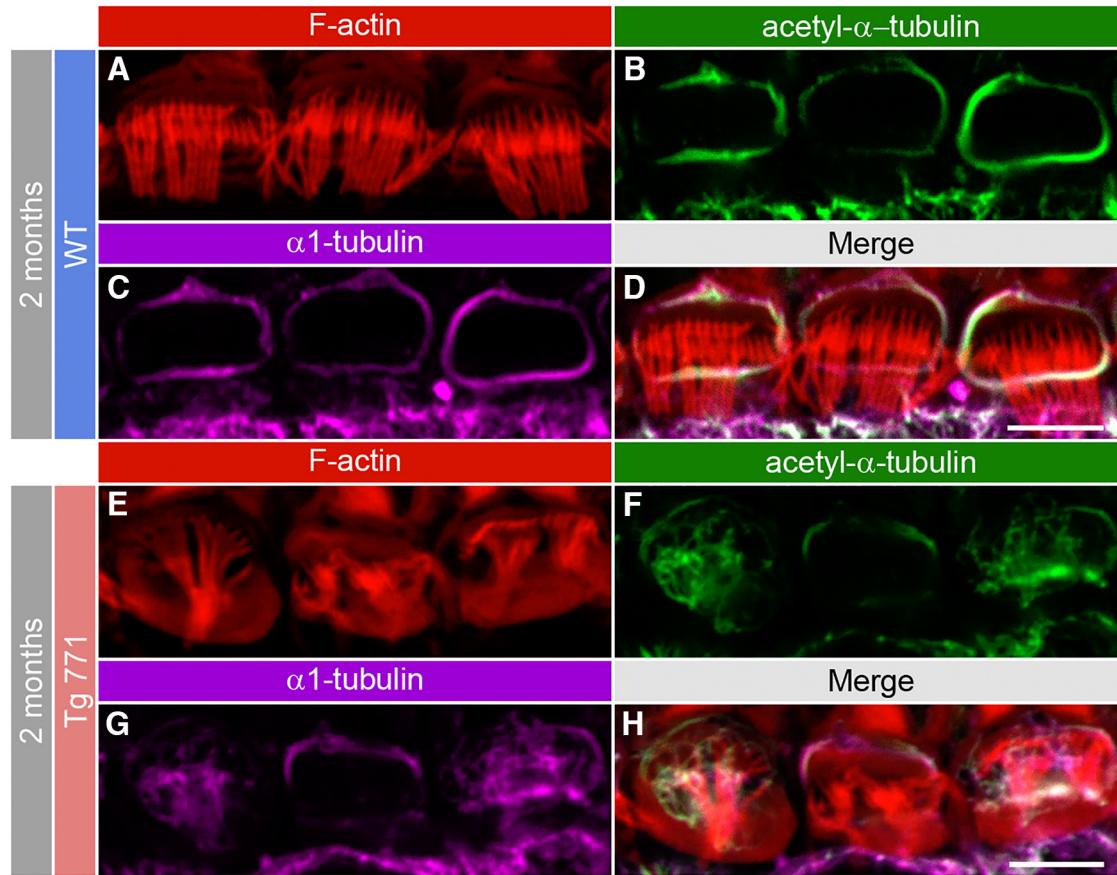 F-actin
acetyl-α–tubulin
2 months
WT
A
B
α1-tubulin
Merge
C
D
F-actin
acetyl-α-tubulin
2 months
Tg 771
E
F
α1-tubulin
Merge
G
H